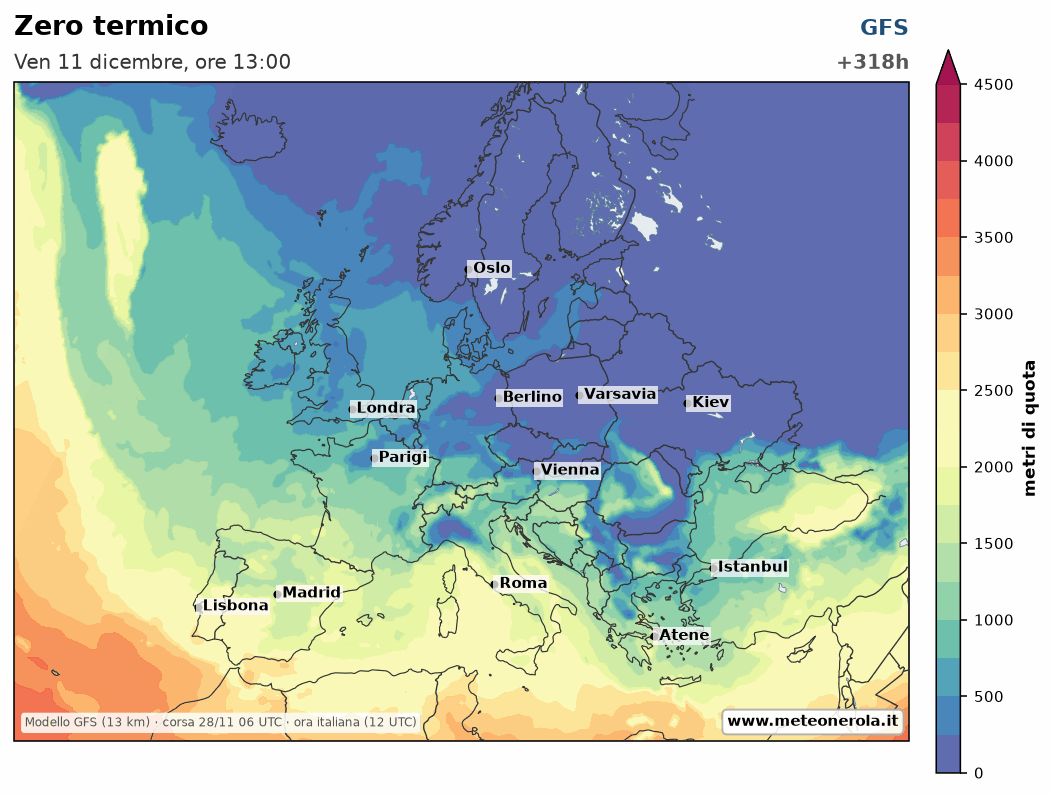 Zero termico
GFS
Ven 11 dicembre, ore 13:00
+318h
4500
4000
3500
3000
2500
2000
1500
1000
500
0
metri di quota
Oslo
Berlino
Varsavia
Kiev
Londra
Parigi
Vienna
Istanbul
Roma
Madrid
Lisbona
Atene
Modello GFS (13 km) · corsa 28/11 06 UTC · ora italiana (12 UTC)
www.meteonerola.it